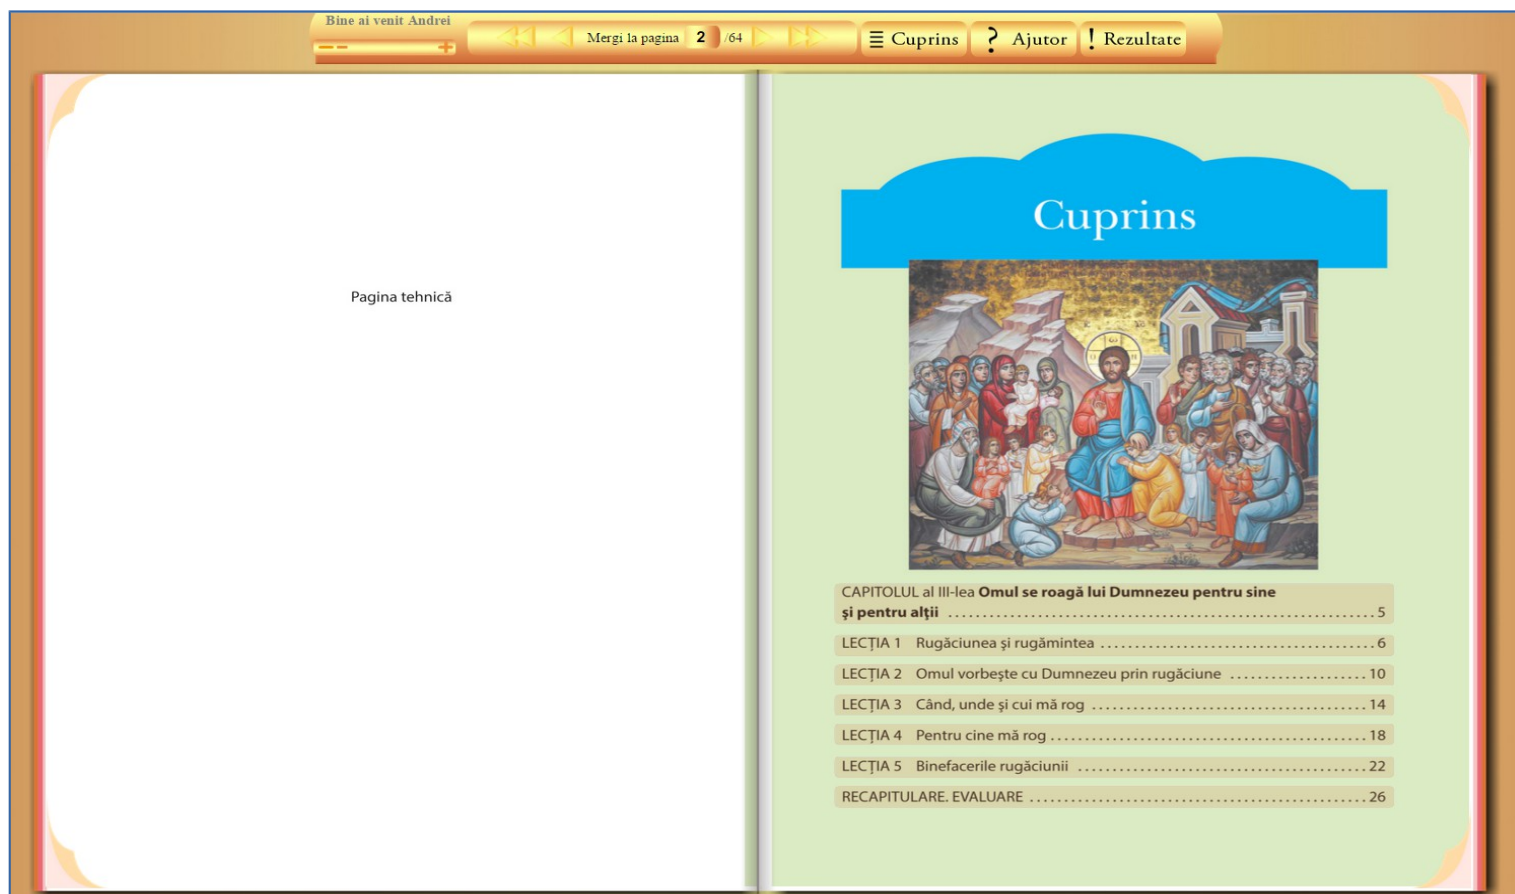 Bine ai venit Andrei
Mergi la pagina 2 /64
Cuprins
? Ajutor
! Rezultate
Pagina tehnică
Cuprins
CAPITOLUL al III-lea Omul se roagă lui Dumnezeu pentru sine
şi pentru alţii ........................................................ 5
LECŢIA 1 Rugăciunea şi rugămintea ........................................ 6
LECŢIA 2 Omul vorbeşte cu Dumnezeu prin rugăciune .................... 10
LECŢIA 3 Când, unde şi cui mă rog ........................................ 14
LECŢIA 4 Pentru cine mă rog .............................................. 18
LECŢIA 5 Binefacerile rugăciunii .......................................... 22
RECAPITULARE. EVALUARE ................................................. 26